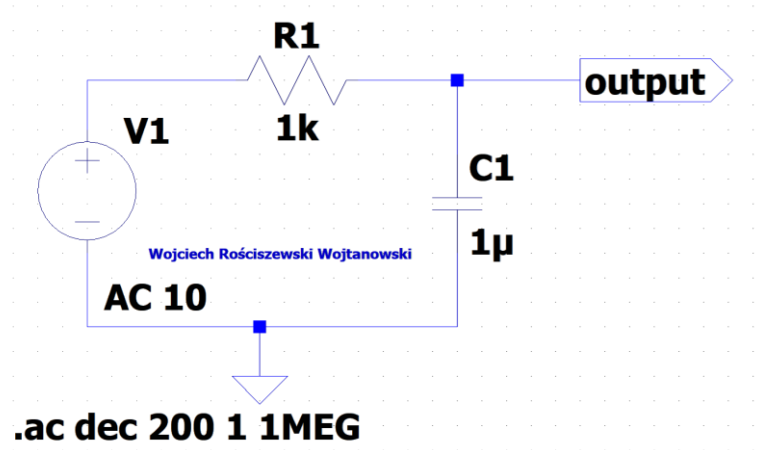 R1
output
V1
1k
C1
1µ
Wojciech Rościszewski Wojtanowski
AC 10
.ac dec 200 1 1MEG